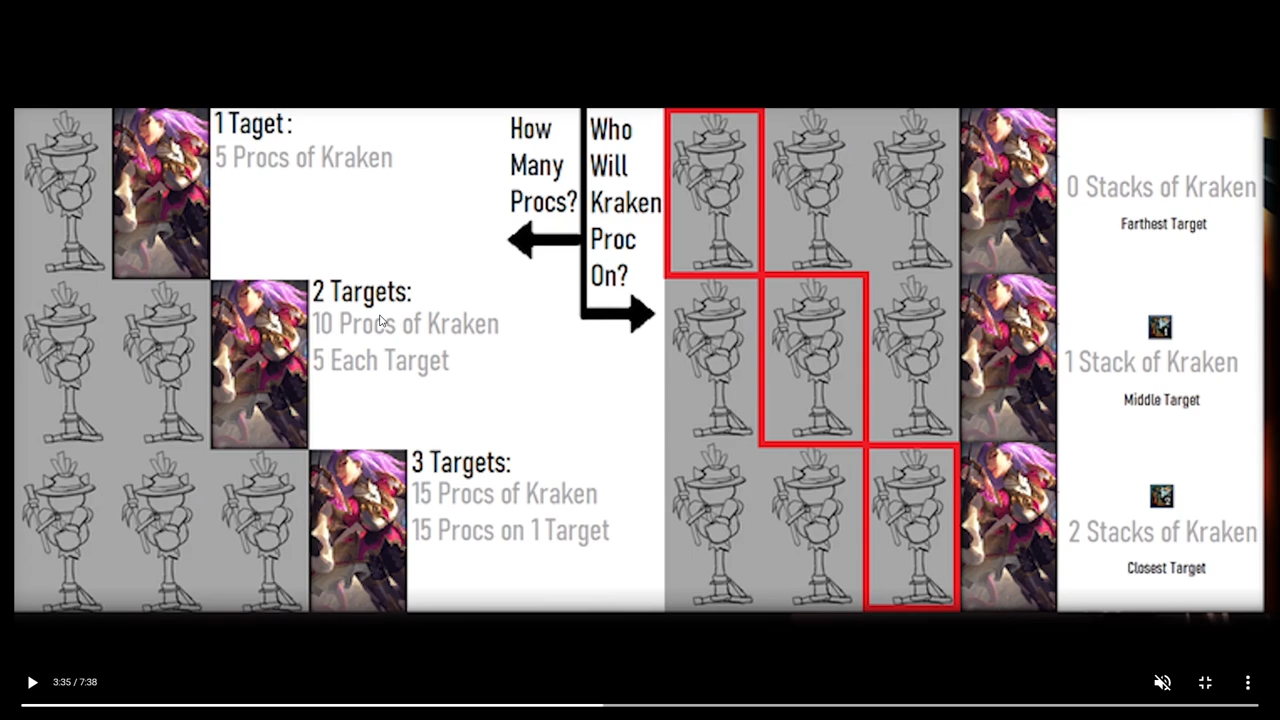 1 Taget:
5 Procs of Kraken
2 Targets:
10 Procs of Kraken
5 Each Target
3 Targets:
15 Procs of Kraken
15 Procs on 1 Target
How
Many
Procs?
Who
Will
Kraken
Proc
On?
0 Stacks of Kraken
Farthest Target
1 Stack of Kraken
Middle Target
2
2 Stacks of Kraken
Closest Target
3:35 / 7:38